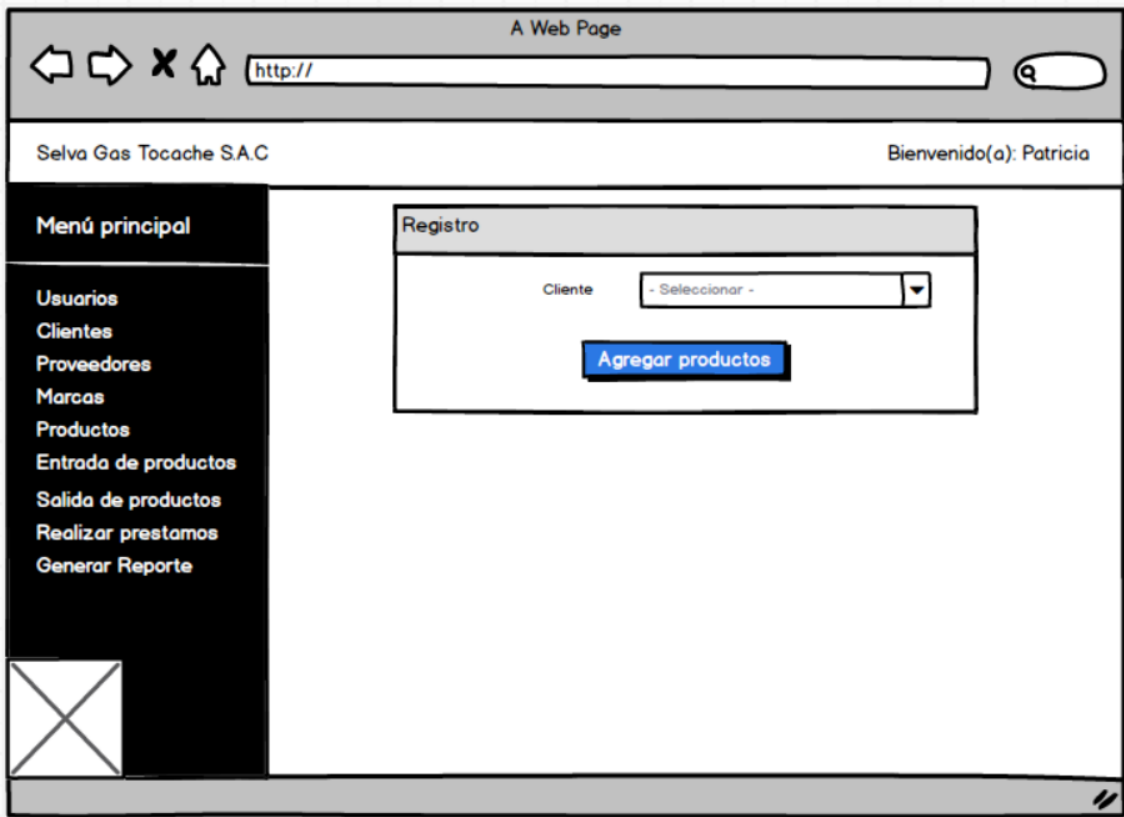 A Web Page
http://
Selva Gas Tocache S.A.C
Bienvenido(a): Patricia
Menú principal
Usuarios
Clientes
Proveedores
Marcas
Productos
Entrada de productos
Salida de productos
Realizar prestamos
Generar Reporte
Registro
Cliente
- Seleccionar -
Agregar productos